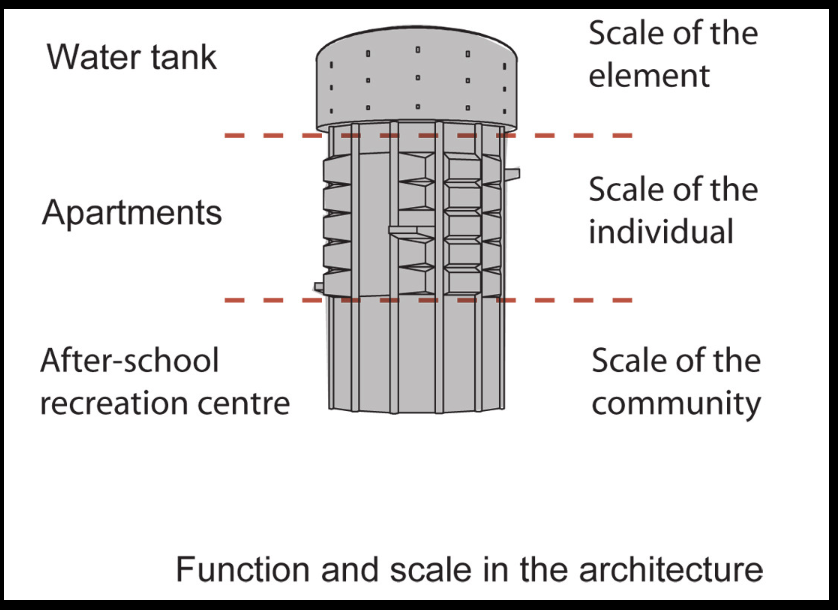 Water tank
Scale of the
element
Apartments
Scale of the
individual
After-school
recreation centre
Scale of the
community
Function and scale in the architecture